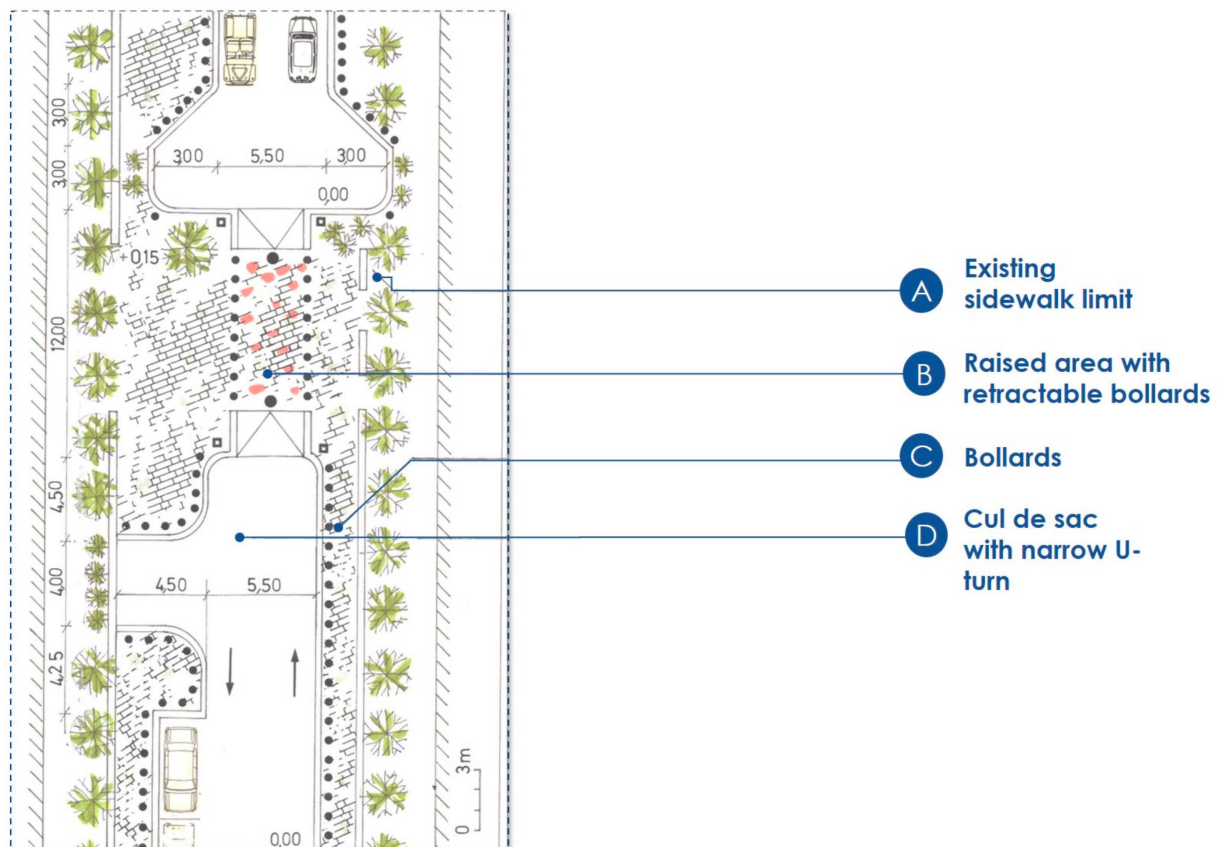 3,00
3,00
12,00
4,50
4,00
4,25
3,00 5,50 3,00
0,00
+0,15
4,50 5,50
0,00
0 3m
A
Existing
sidewalk limit
B
Raised area with
retractable bollards
C
Bollards
D
Cul de sac
with narrow U-
turn